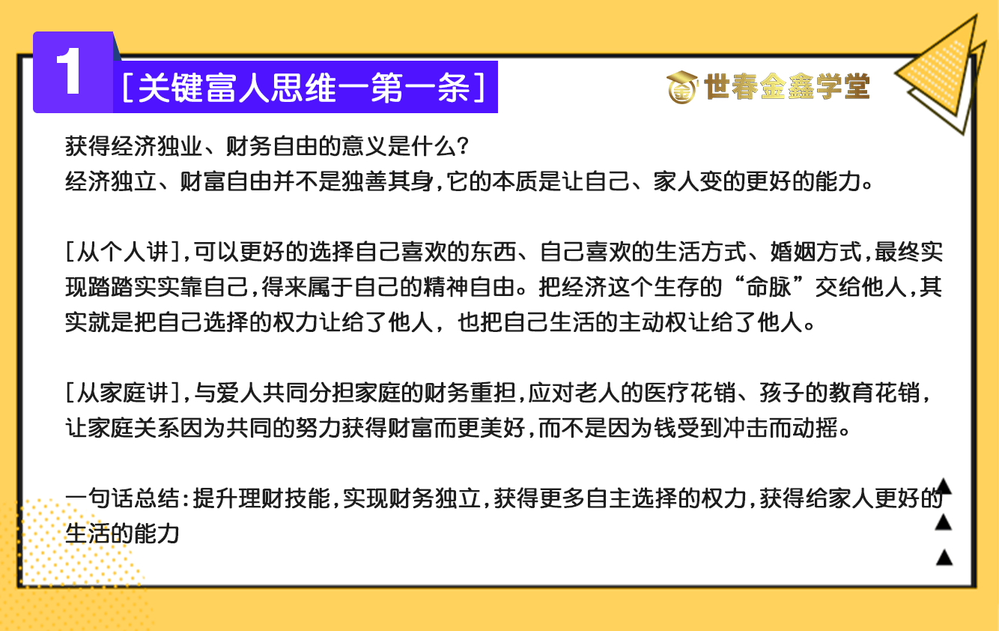 1
[关键富人思维一第一条]
金
世春金鑫学堂
获得经济独业、财务自由的意义是什么?
经济独立、财富自由并不是独善其身,它的本质是让自己、家人变的更好的能力。
[从个人讲],可以更好的选择自己喜欢的东西、自己喜欢的生活方式、婚姻方式,最终实
现踏踏实实靠自己,得来属于自己的精神自由。把经济这个生存的“命脉”交给他人,其
实就是把自己选择的权力让给了他人，也把自己生活的主动权让给了他人。
[从家庭讲],与爱人共同分担家庭的财务重担,应对老人的医疗花销、孩子的教育花销，
让家庭关系因为共同的努力获得财富而更美好,而不是因为钱受到冲击而动摇。
一句话总结:提升理财技能,实现财务独立,获得更多自主选择的权力,获得给家人更好的
生活的能力